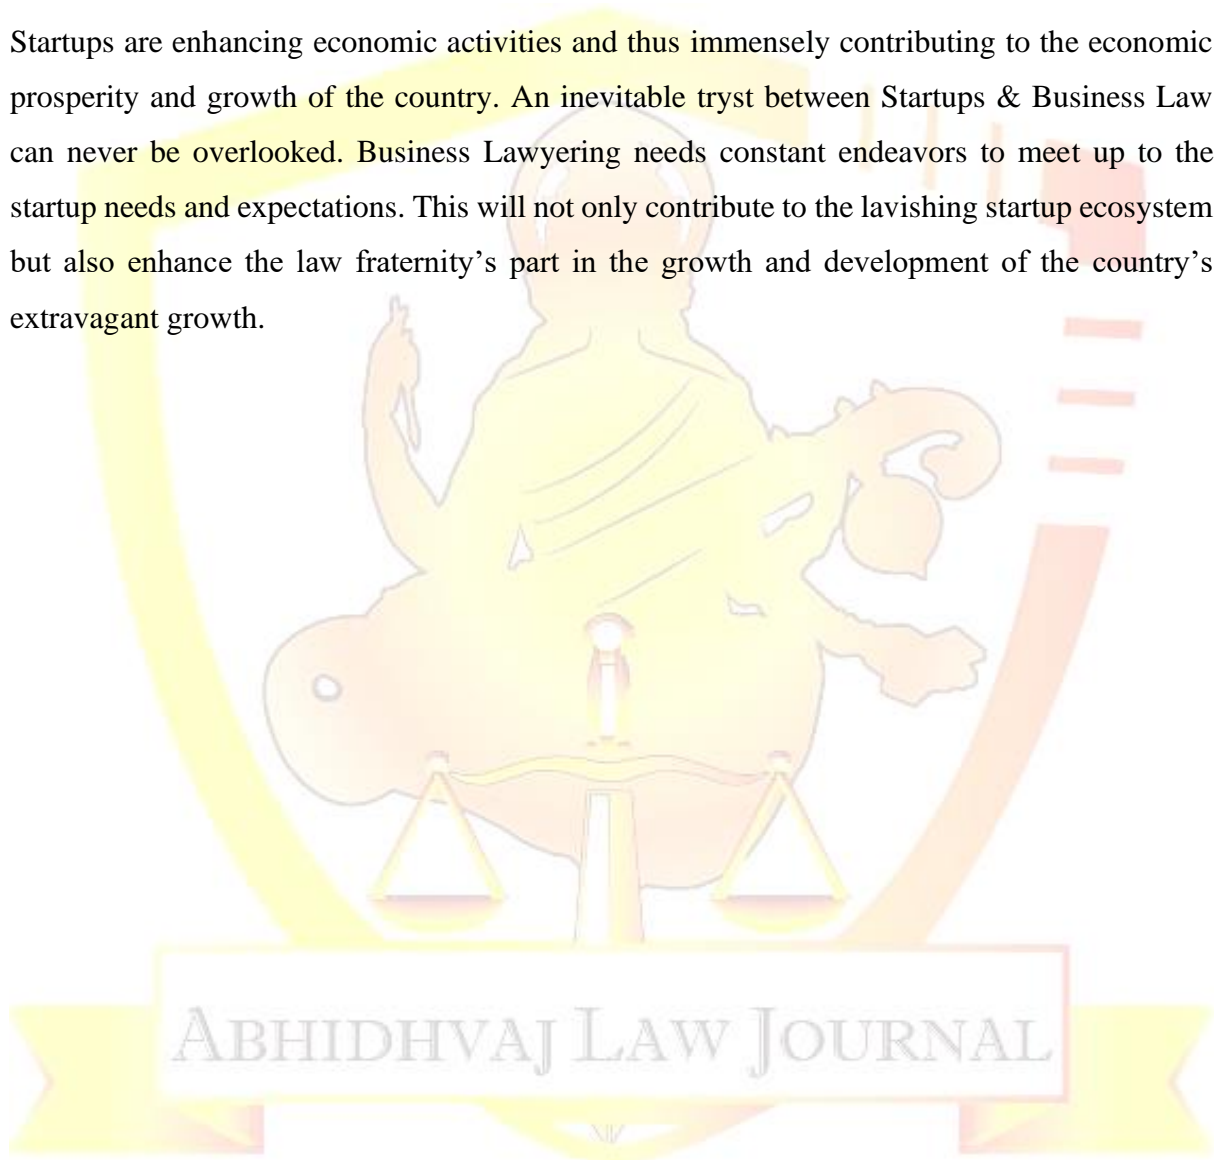 Startups are enhancing economic activities and thus immensely contributing to the economic
prosperity and growth of the country. An inevitable tryst between Startups & Business Law
can never be overlooked. Business Lawyering needs constant endeavors to meet up to the
startup needs and expectations. This will not only contribute to the lavishing startup ecosystem
but also enhance the law fraternity’s part in the growth and development of the country’s
extravagant growth.
ABHIDHVAJ LAW JOURNAL